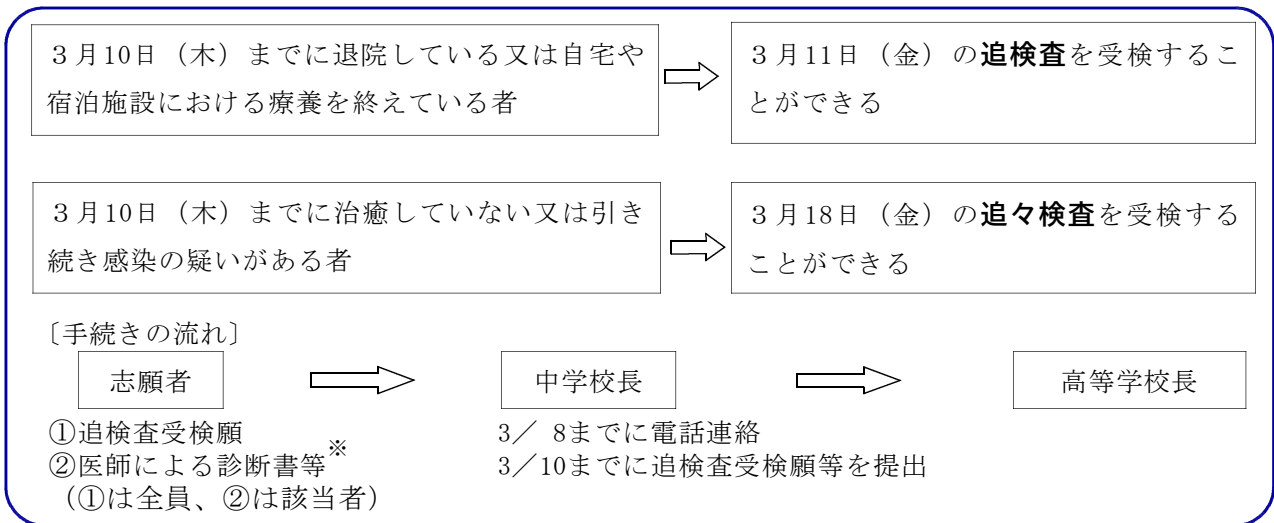 ３月10日（木）までに退院している又は自宅や
宿泊施設における療養を終えている者
３月11日（金）の追検査を受検するこ
とができる
３月10日（木）までに治癒していない又は引き
続き感染の疑いがある者
３月18日（金）の追々検査を受検する
ことができる
〔手続きの流れ〕
志願者
中学校長
高等学校長
①追検査受検願
②医師による診断書等※
（①は全員、②は該当者）
3／ 8までに電話連絡
3／10までに追検査受検願等を提出